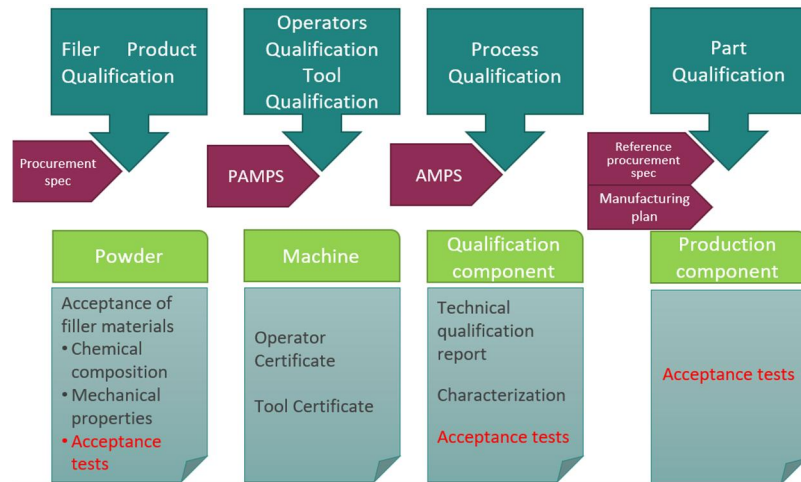 Filer Product
Qualification
Operators
Qualification
Tool
Qualification
Process
Qualification
Part
Qualification
Procurement
spec
PAMPS
AMPS
Reference
procurement
spec
Manufacturing
plan
Powder
Machine
Qualification
component
Production
component
Acceptance of
filler materials
• Chemical
composition
• Mechanical
properties
• Acceptance
tests
Operator
Certificate
Tool Certificate
Technical
qualification
report
Characterization
Acceptance tests
Acceptance tests